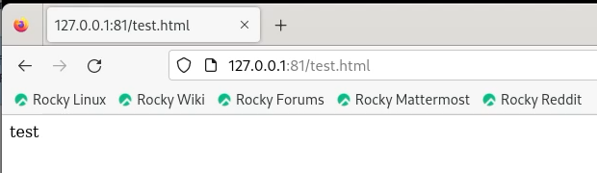 127.0.0.1:81/test.html
127.0.0.1:81/test.html
Rocky Linux Rocky Wiki Rocky Forums Rocky Mattermost Rocky Reddit
test